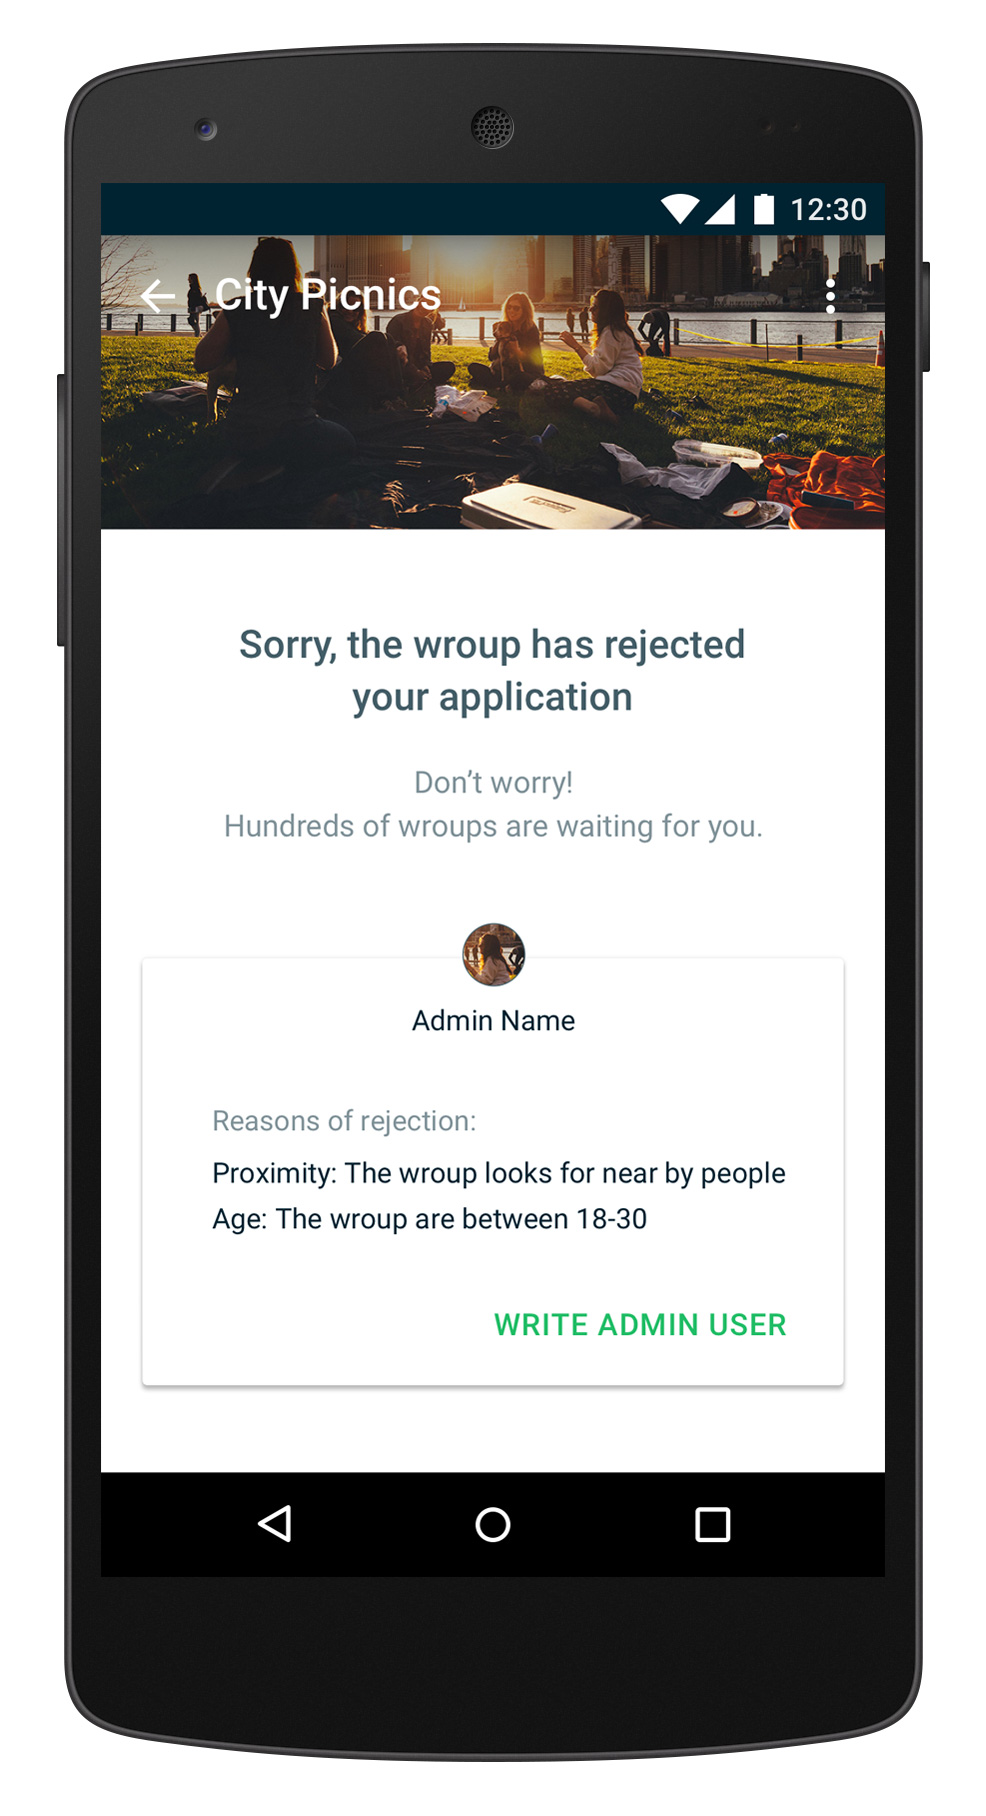 12:30
City Picnics
Sorry, the wroup has rejected
your application
Don’t worry!
Hundreds of wroups are waiting for you.
Admin Name
Reasons of rejection:
Proximity: The wroup looks for near by people
Age: The wroup are between 18-30
WRITE ADMIN USER